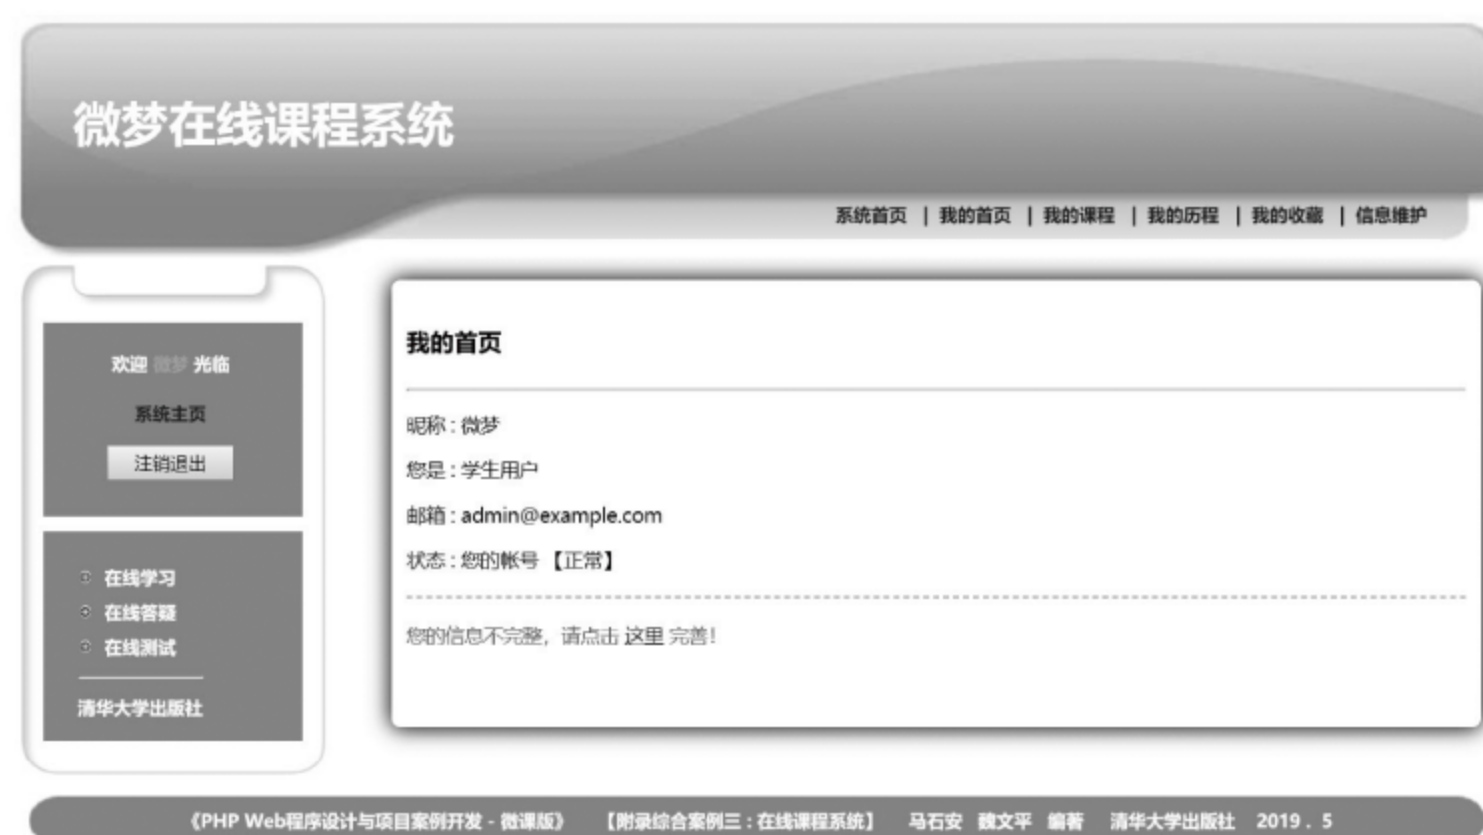 微梦在线课程系统
系统首页 | 我的首页 | 我的课程 | 我的历程 | 我的收藏 | 信息维护
欢迎 微梦 光临
系统主页
注销退出
在线学习
在线答疑
在线测试
清华大学出版社
我的首页
昵称 : 微梦
您是 : 学生用户
邮箱 : admin@example.com
状态 : 您的帐号 【正常】
您的信息不完整，请点击 这里 完善！
《PHP Web程序设计与项目案例开发 - 微课版》 【附录综合案例三 : 在线课程系统】 马石安 魏文平 编著 清华大学出版社 2019 . 5